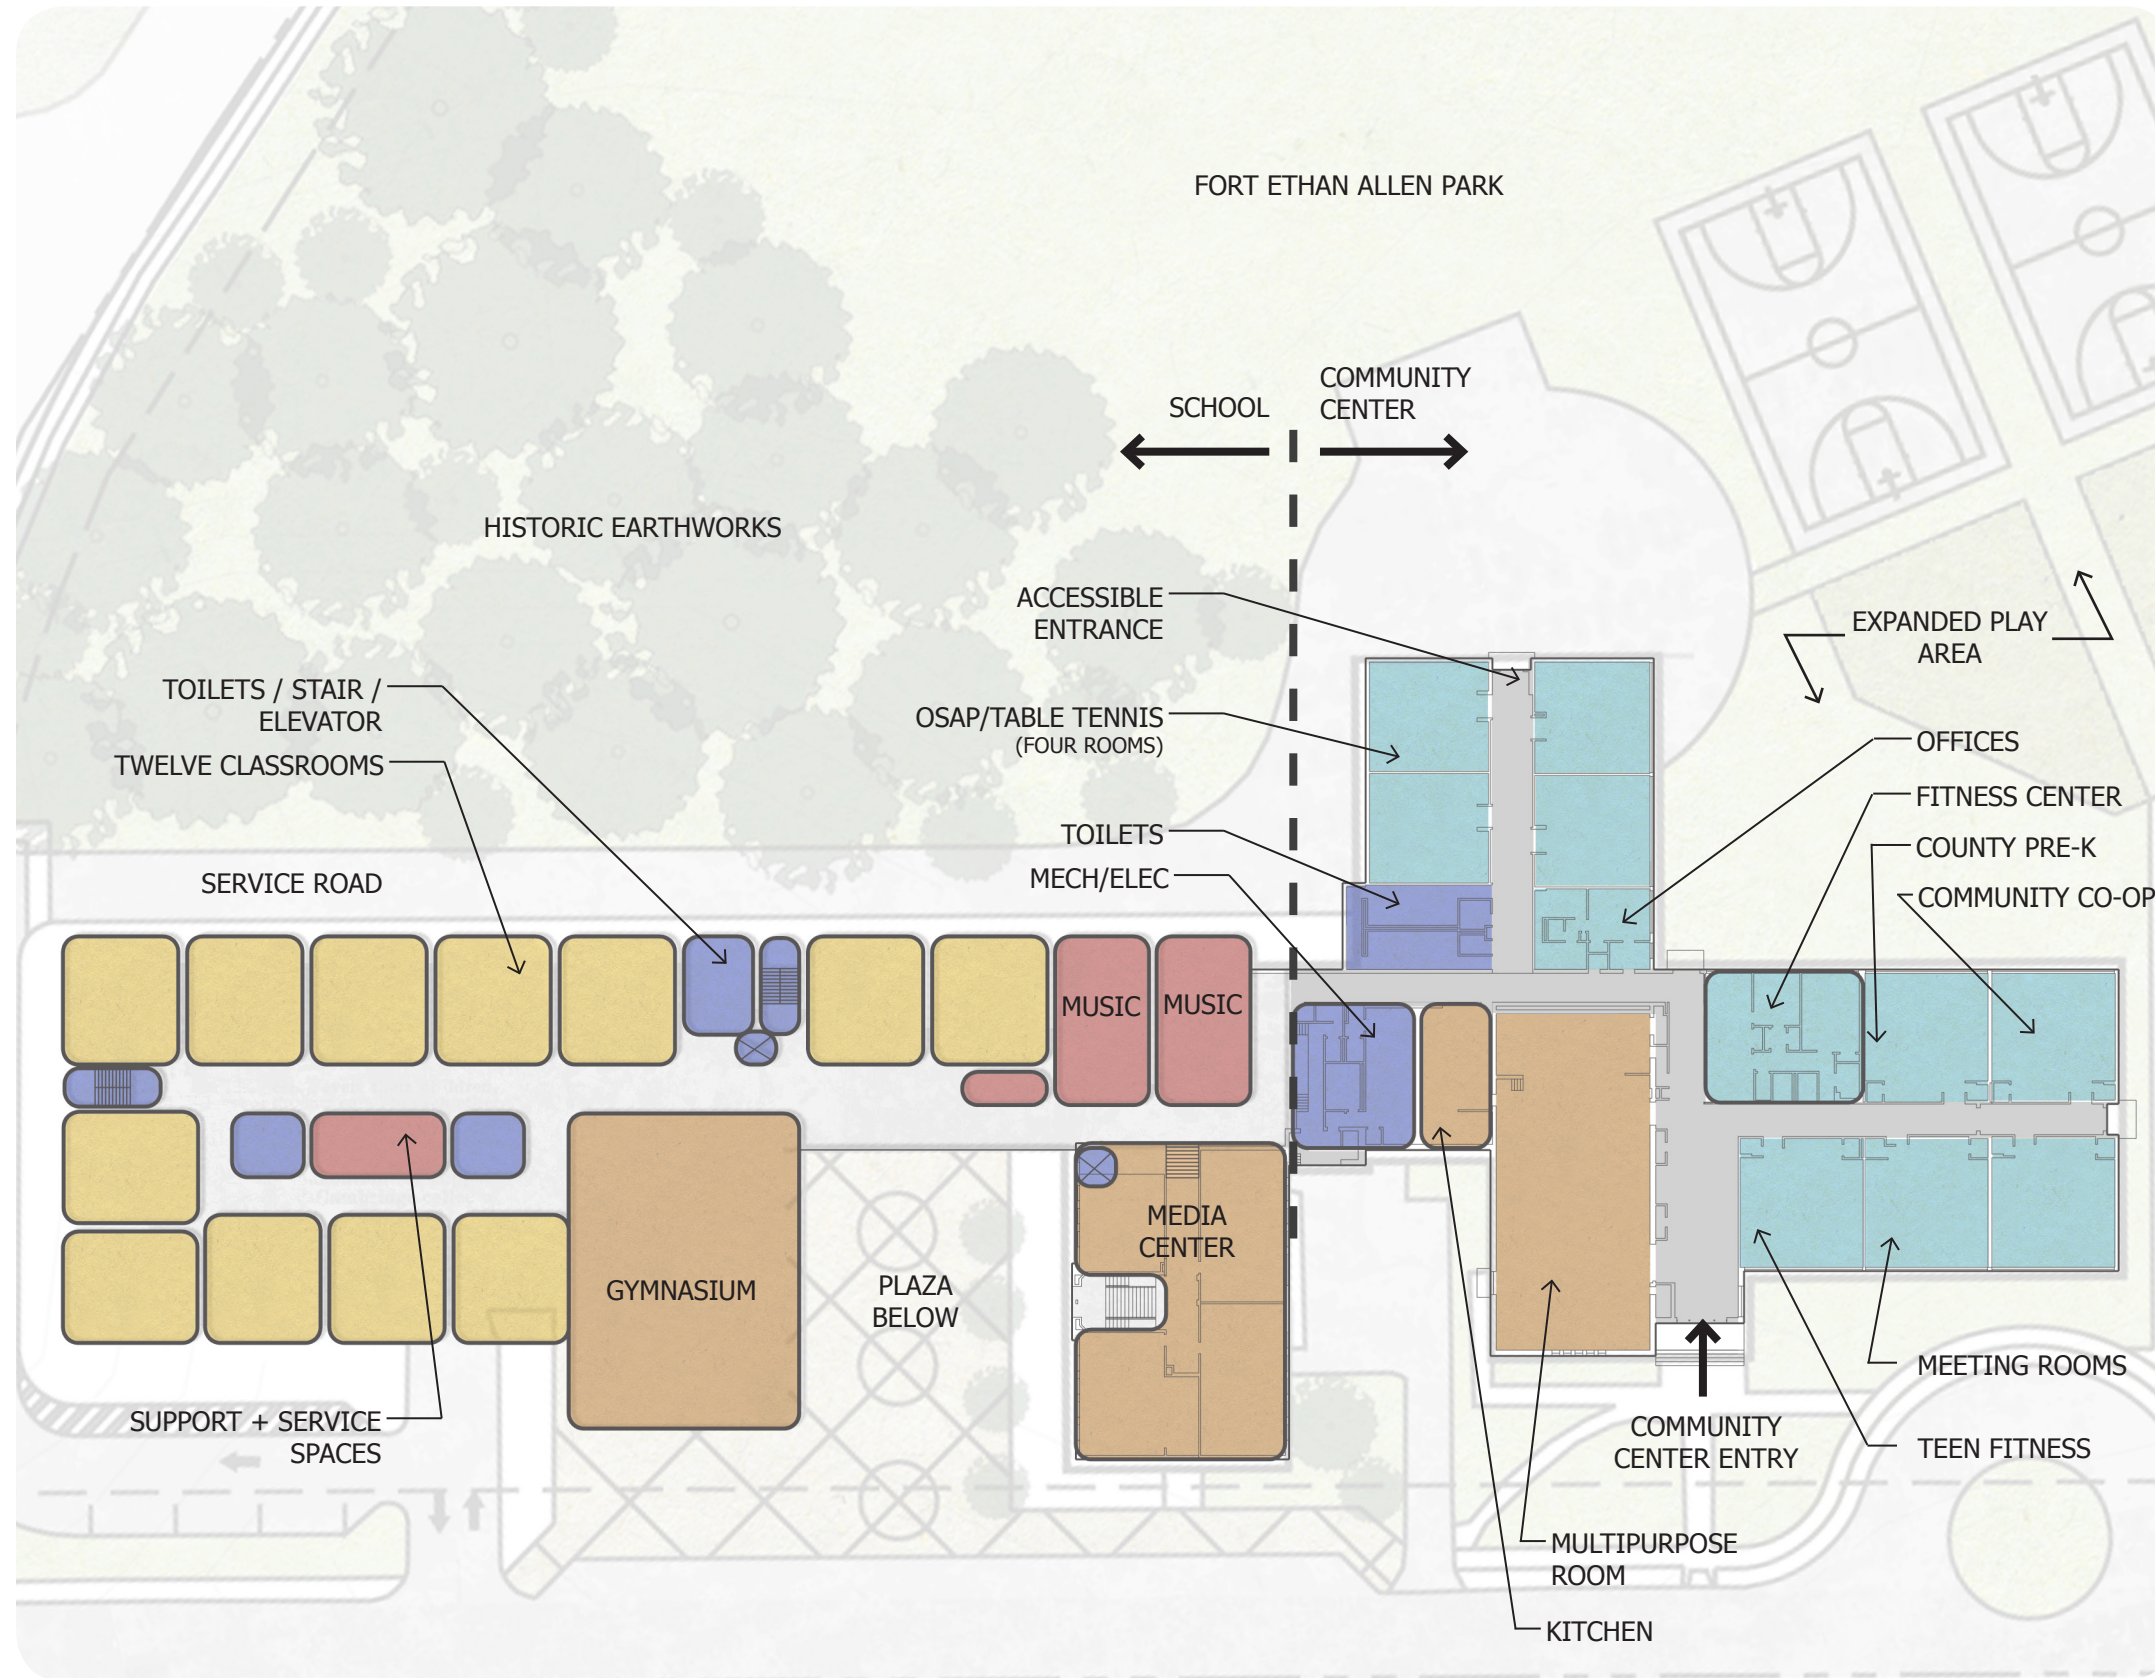 FORT ETHAN ALLEN PARK
SCHOOL
COMMUNITY
CENTER
HISTORIC EARTHWORKS
ACCESSIBLE
ENTRANCE
EXPANDED PLAY
AREA
TOILETS / STAIR /
ELEVATOR
OSAP/TABLE TENNIS
(FOUR ROOMS)
OFFICES
TWELVE CLASSROOMS
FITNESS CENTER
TOILETS
COUNTY PRE-K
MECH/ELEC
SERVICE ROAD
COMMUNITY CO-OP
MUSIC
MUSIC
MEDIA
CENTER
GYMNASIUM
PLAZA
BELOW
MEETING ROOMS
SUPPORT + SERVICE
SPACES
COMMUNITY
CENTER ENTRY
TEEN FITNESS
MULTIPURPOSE
ROOM
KITCHEN